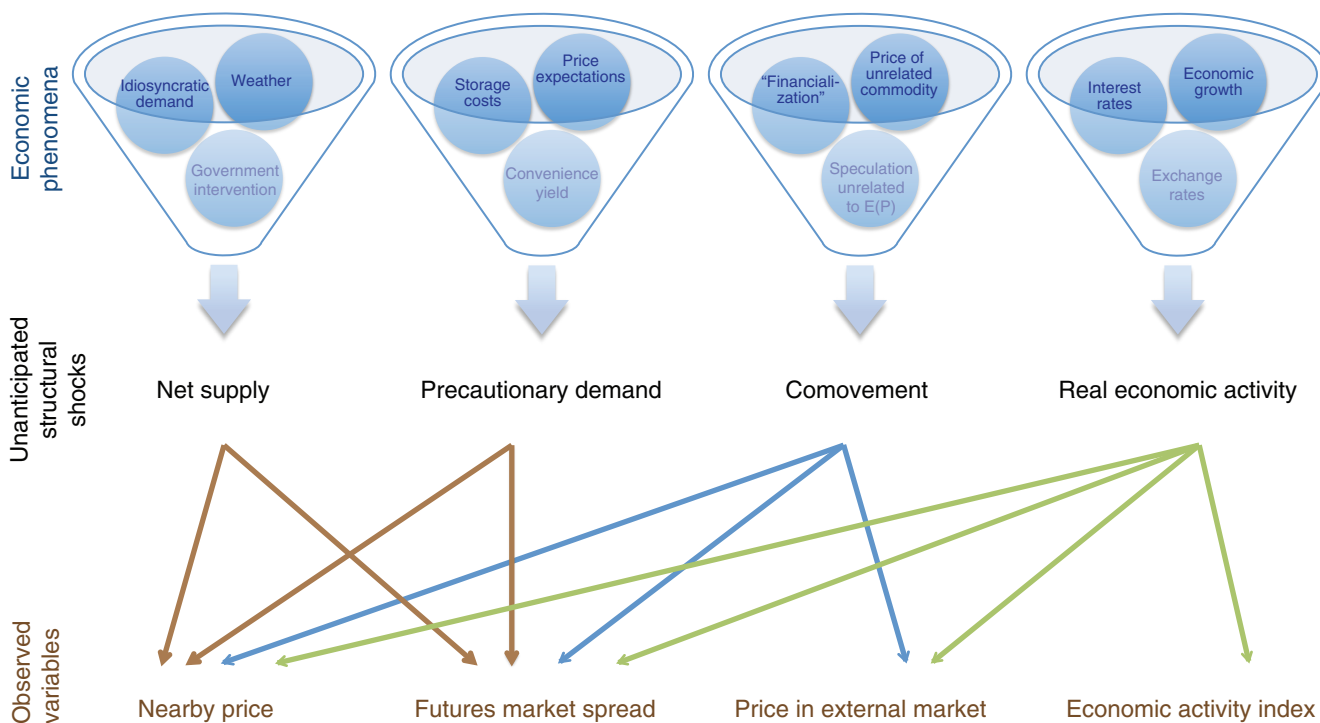 Economic
phenomena
Idiosyncratic
demand
Weather
Government
intervention
Storage
costs
Price
expectations
Convenience
yield
“Financiali-
zation”
Price of
unrelated
commodity
Speculation
unrelated
to E(P)
Interest
rates
Economic
growth
Exchange
rates
Unanticipated
structural
shocks
Net supply
Precautionary demand
Comovement
Real economic activity
Observed
variables
Nearby price
Futures market spread
Price in external market
Economic activity index